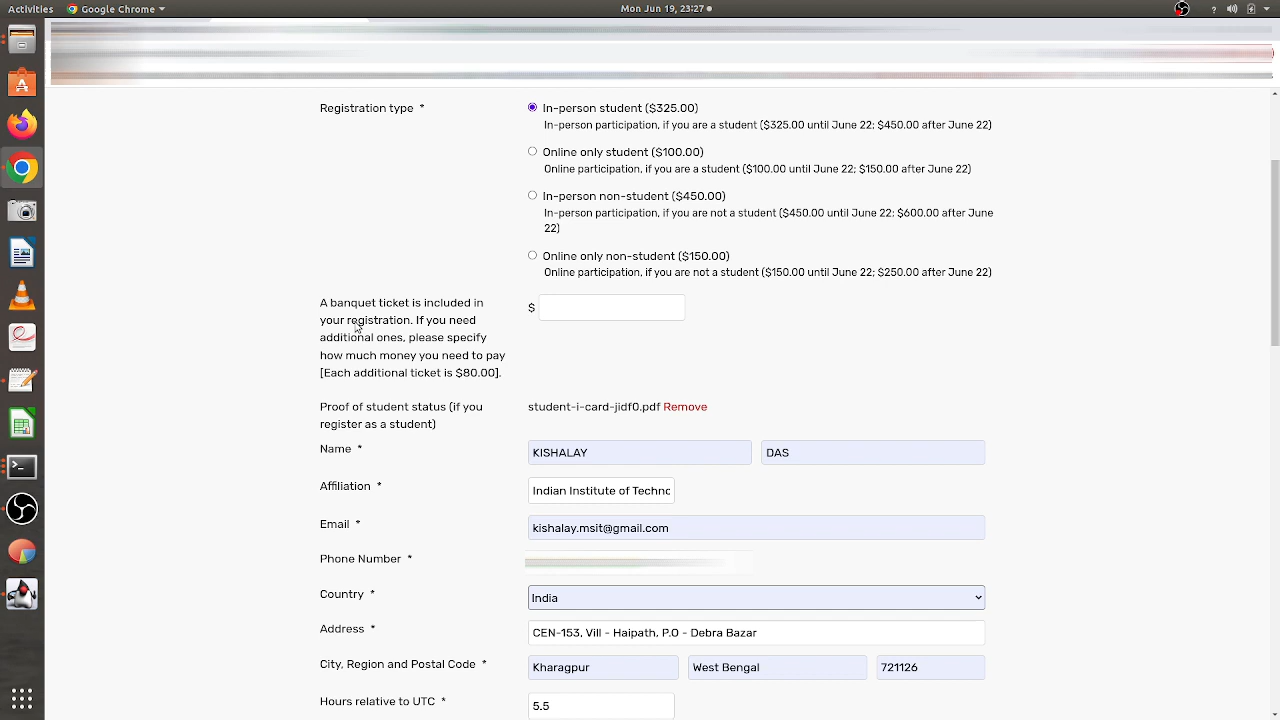 Activities Google Chrome Mon Jun 19, 23:27
Registration type * In-person student ($325.00)
In-person participation, if you are a student ($325.00 until June 22; $450.00 after June 22)
Online only student ($100.00)
Online participation, if you are a student ($100.00 until June 22; $150.00 after June 22)
In-person non-student ($450.00)
In-person participation, if you are not a student ($450.00 until June 22; $600.00 after June
22)
Online only non-student ($150.00)
Online participation, if you are not a student ($150.00 until June 22; $250.00 after June 22)
A banquet ticket is included in
your registration. If you need
additional ones, please specify
how much money you need to pay
[Each additional ticket is $80.00].
$
Proof of student status (if you
register as a student)
student-i-card-jidf0.pdf Remove
Name * KISHALAY DAS
Affiliation * Indian Institute of Techno
Email * kishalay.msit@gmail.com
Phone Number *
Country * India
Address * CEN-153, Vill - Haipath, P.O - Debra Bazar
City, Region and Postal Code * Kharagpur West Bengal 721126
Hours relative to UTC * 5.5